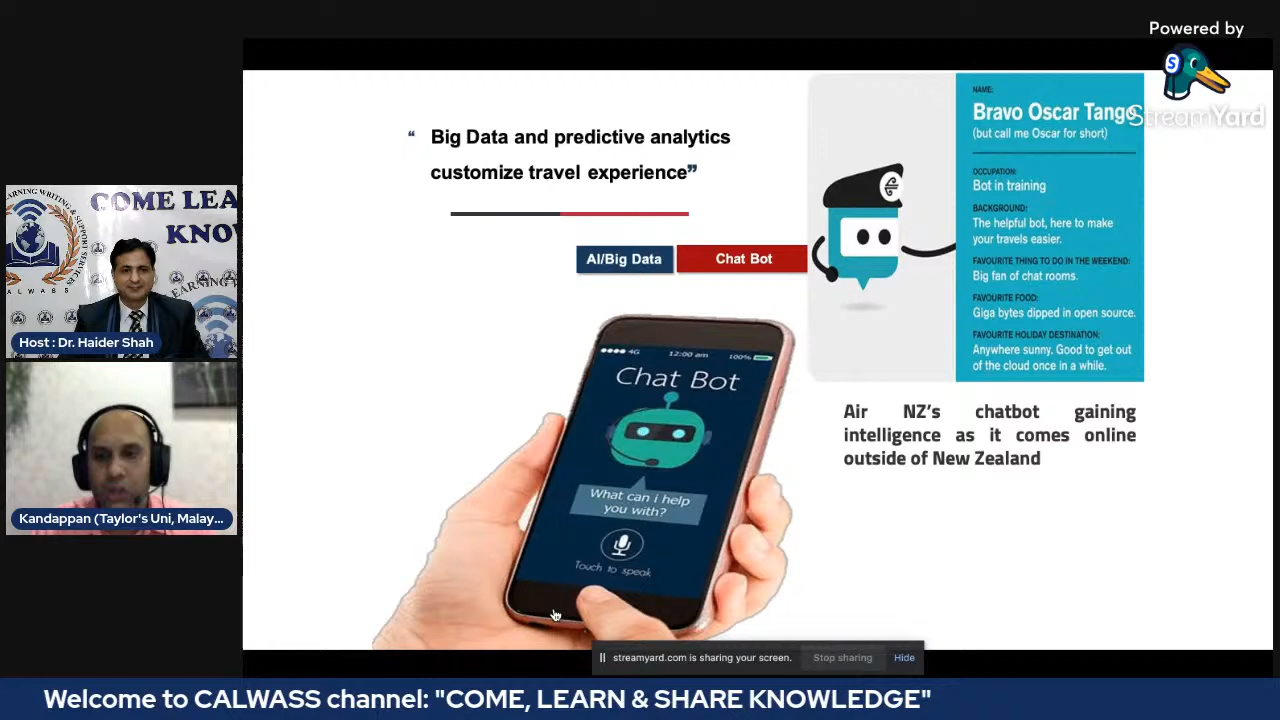 Powered by
StreamYard
“ Big Data and predictive analytics
customize travel experience”
AI/Big Data
Chat Bot
NAME:
Bravo Oscar Tango
(but call me Oscar for short)
OCCUPATION:
Bot in training
BACKGROUND:
The helpful bot, here to make
your travels easier.
FAVOURITE THING TO DO IN THE WEEKEND:
Big fan of chat rooms.
FAVOURITE FOOD:
Giga bytes dipped in open source.
FAVOURITE HOLIDAY DESTINATION:
Anywhere sunny. Good to get out
of the cloud once in a while.
Air NZ’s chatbot gaining
intelligence as it comes online
outside of New Zealand
4G 12:00 am 100%
Chat Bot
What can i help
you with?
Touch to speak
COME LEA
KNOW
CALWASS
Host : Dr. Haider Shah
Kandappan (Taylor's Uni, Malay...
streamyard.com is sharing your screen.
Stop sharing
Hide
Welcome to CALWASS channel: "COME, LEARN & SHARE KNOWLEDGE"